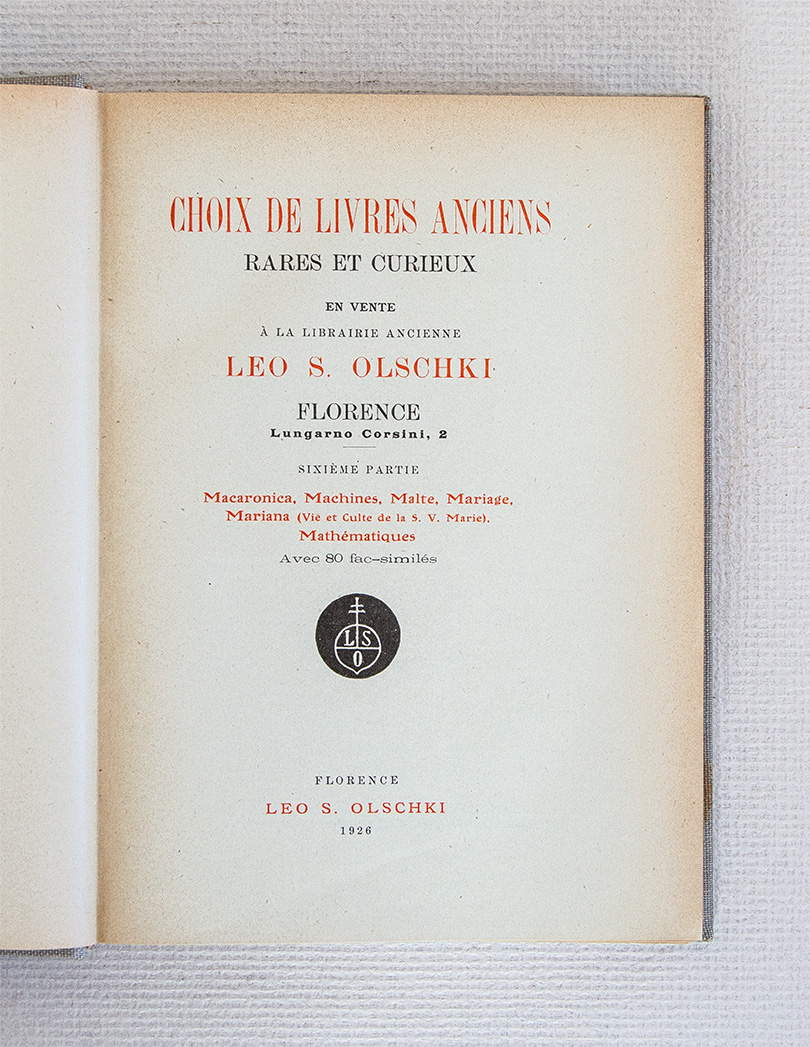 CHOIX DE LIVRES ANCIENS
RARES ET CURIEUX
EN VENTE
À LA LIBRAIRIE ANCIENNE
LEO S. OLSCHKI
FLORENCE
Lungarno Corsini, 2
SIXIÈME PARTIE
Macaronica, Machines, Malte, Mariage,
Mariana (Vie et Culte de la S. V. Marie).
Mathématiques
Avec 80 fac-similés
L S
O
FLORENCE
LEO S. OLSCHKI
1926